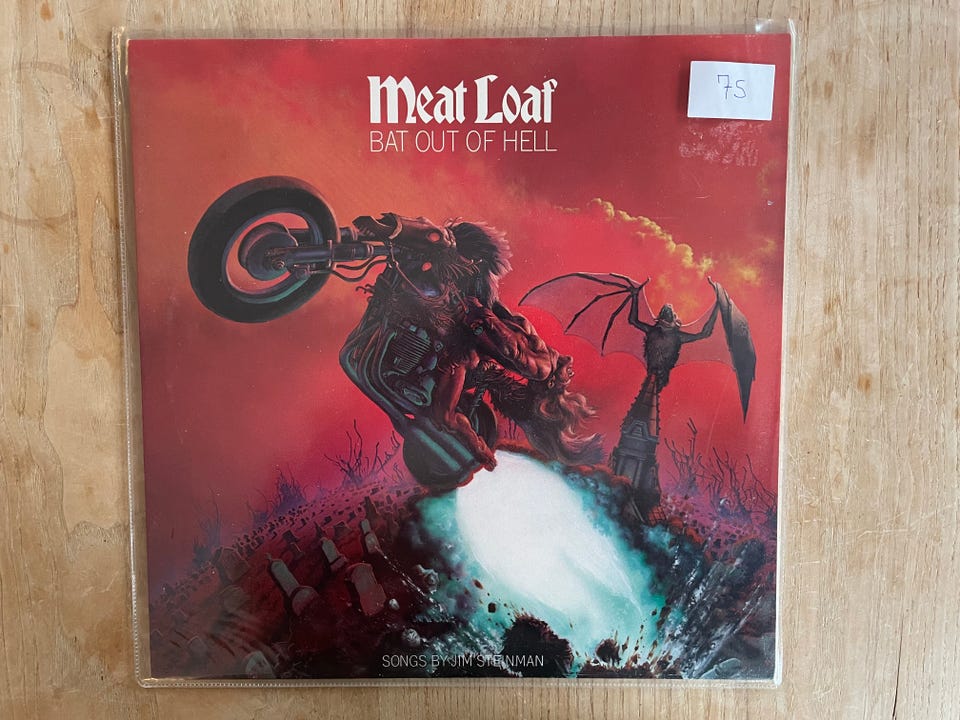 Meat Loaf
BAT OUT OF HELL
75
SONGS BY JIM STEINMAN